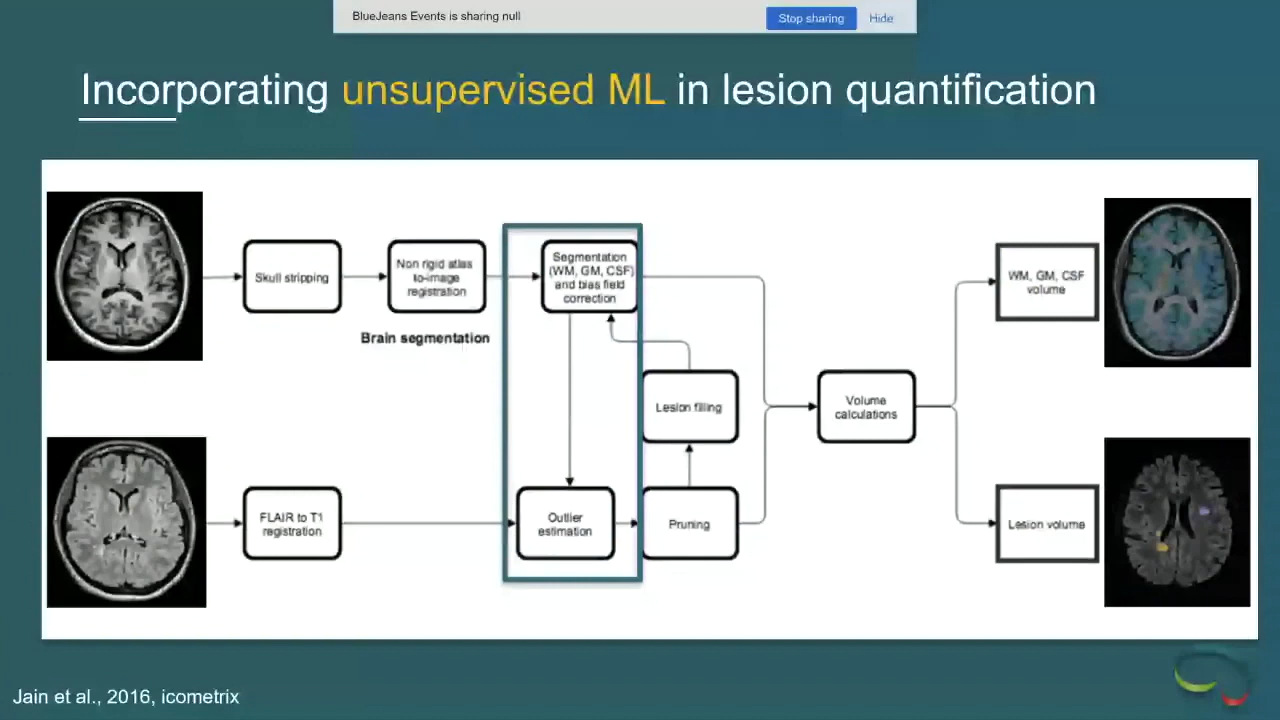 BlueJeans Events is sharing null
Stop sharing
Hide
Incorporating unsupervised ML in lesion quantification
Skull stripping
Non rigid atlas
to-image
registration
Segmentation
(WM, GM, CSF)
and bias field
correction
WM, GM, CSF
volume
Brain segmentation
Lesion filling
Volume
calculations
FLAIR to T1
registration
Outlier
estimation
Pruning
Lesion volume
Jain et al., 2016, icometrix